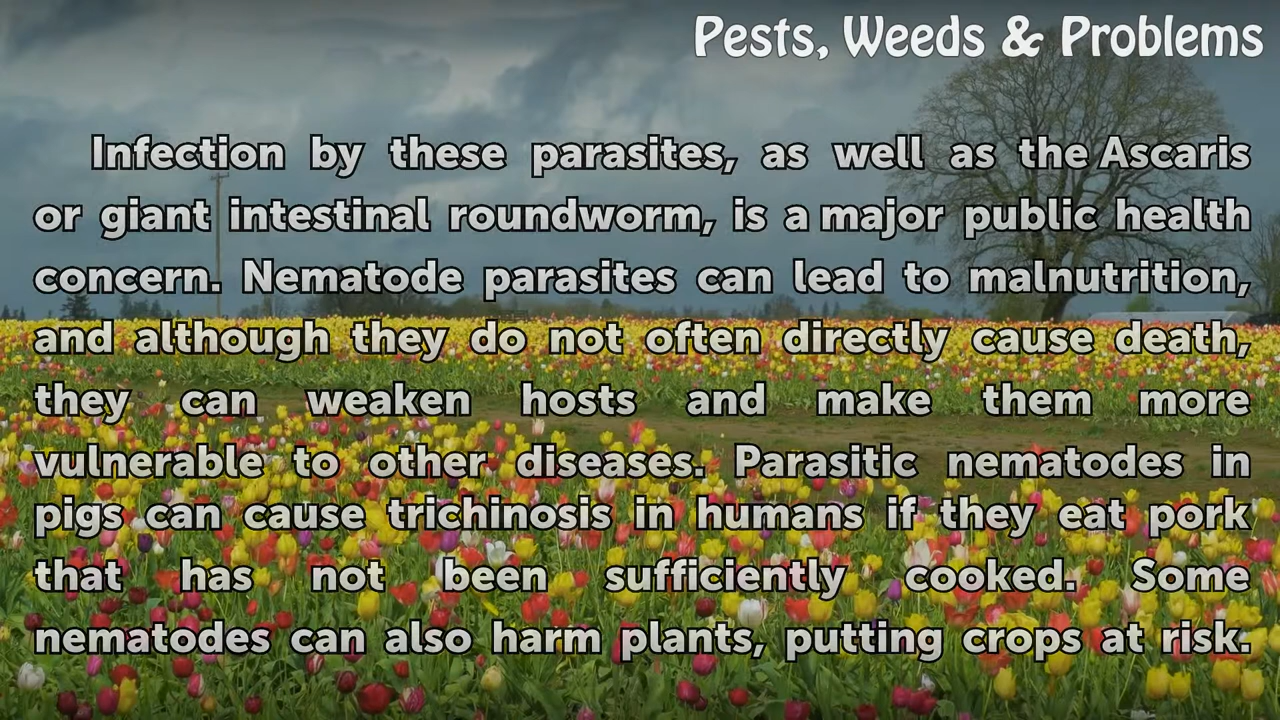 Pests, Weeds & Problems
Infection by these parasites, as well as the Ascaris
or giant intestinal roundworm, is a major public health
concern. Nematode parasites can lead to malnutrition,
and although they do not often directly cause death,
they can weaken hosts and make them more
vulnerable to other diseases. Parasitic nematodes in
pigs can cause trichinosis in humans if they eat pork
that has not been sufficiently cooked. Some
nematodes can also harm plants, putting crops at risk.